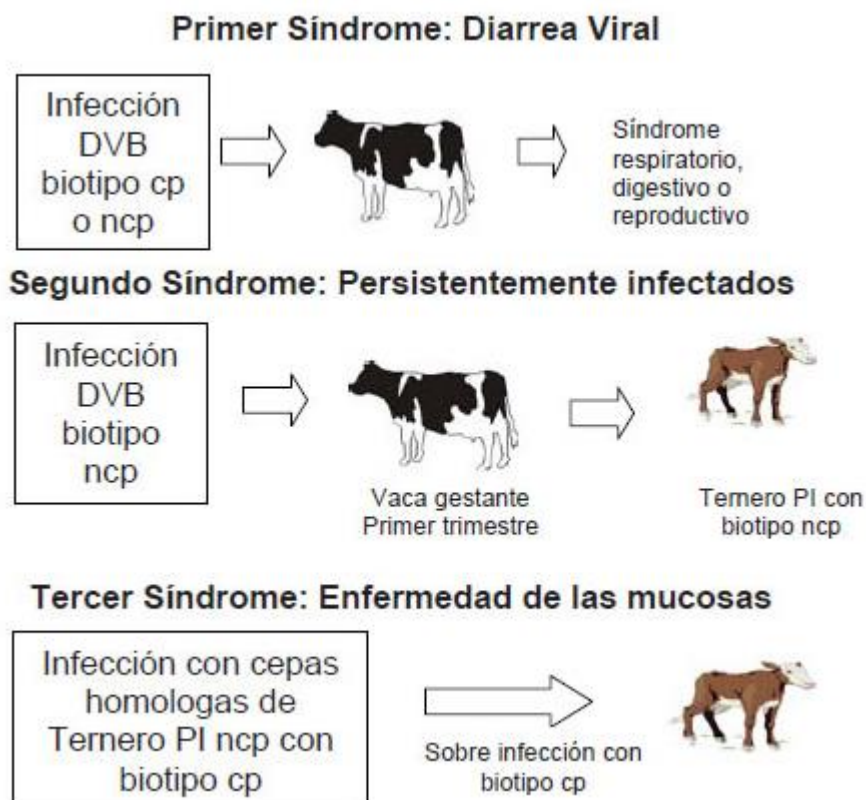 Primer Síndrome: Diarrea Viral
Infección
DVB
biotipo cp
o ncp
Síndrome
respiratorio,
digestivo o
reproductivo
Segundo Síndrome: Persistentemente infectados
Infección
DVB
biotipo
ncp
Vaca gestante
Primer trimestre
Ternero PI con
biotipo ncp
Tercer Síndrome: Enfermedad de las mucosas
Infección con cepas
homologas de
Ternero PI ncp con
biotipo cp
Sobre infección con
biotipo cp